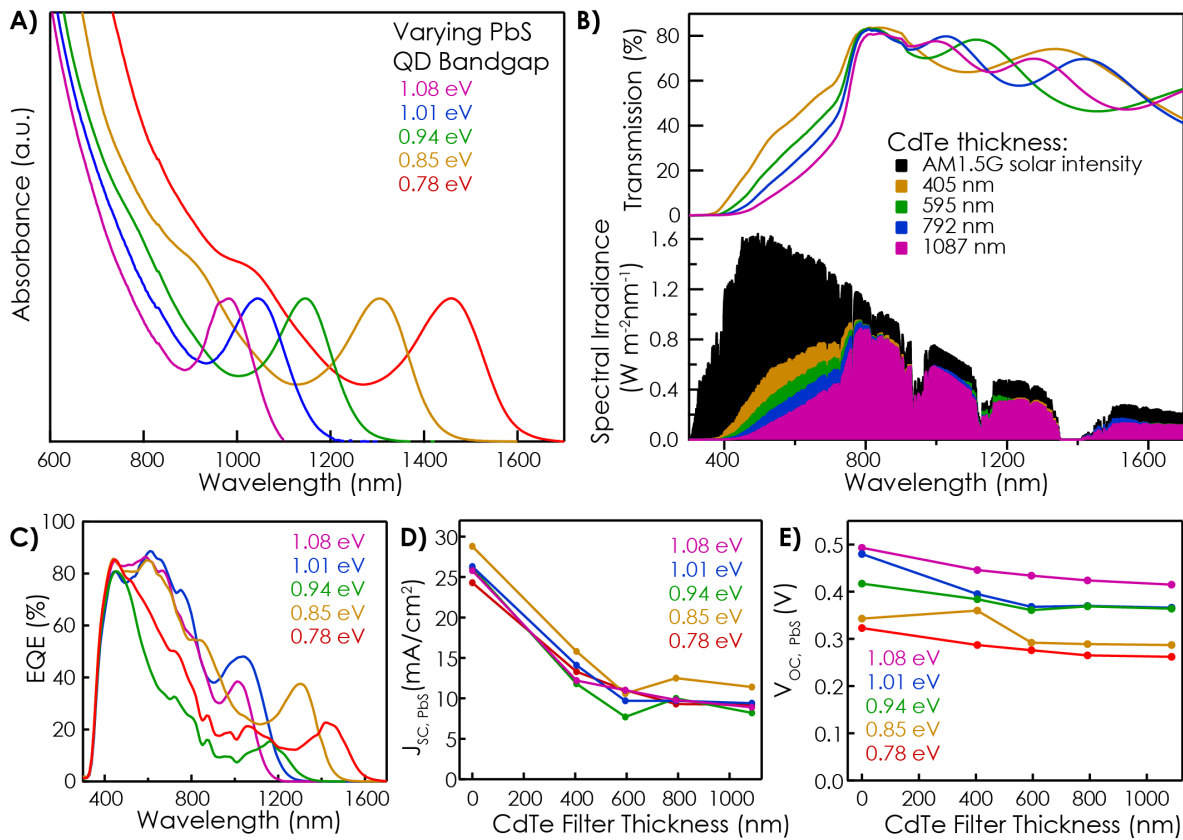 A)
Varying PbS
QD Bandgap
1.08 eV
1.01 eV
0.94 eV
0.85 eV
0.78 eV
Absorbance (a.u.)
600 800 1000 1200 1400 1600
Wavelength (nm)
B)
Transmission (%)
80
60
40
20
0
CdTe thickness:
AM1.5G solar intensity
405 nm
595 nm
792 nm
1087 nm
Spectral Irradiance
(W m-2nm-1)
1.6
1.2
0.8
0.4
0.0
400 800 1200 1600
Wavelength (nm)
C)
EQE (%)
100
80
60
40
20
0
1.08 eV
1.01 eV
0.94 eV
0.85 eV
0.78 eV
400 800 1200 1600
Wavelength (nm)
D)
JSC, PbS(mA/cm2)
30
25
20
15
10
5
0
1.08 eV
1.01 eV
0.94 eV
0.85 eV
0.78 eV
0 200 400 600 800 1000
CdTe Filter Thickness (nm)
E)
VOC, PbS (V)
0.5
0.4
0.3
0.2
0.1
0.0
1.08 eV
1.01 eV
0.94 eV
0.85 eV
0.78 eV
0 200 400 600 800 1000
CdTe Filter Thickness (nm)